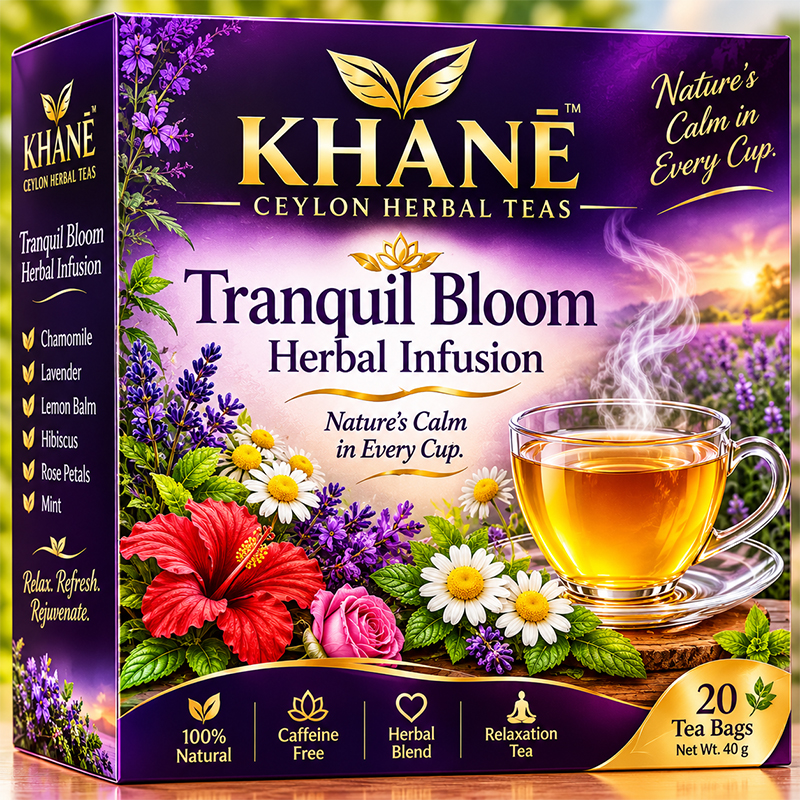 KHANĒ™
CEYLON HERBAL TEAS
Tranquil Bloom
Herbal Infusion
Chamomile
Lavender
Lemon Balm
Hibiscus
Rose Petals
Mint
Relax. Refresh.
Rejuvenate.
KHANĒ™
CEYLON HERBAL TEAS
Nature's
Calm in
Every Cup.
Tranquil Bloom
Herbal Infusion
Nature's Calm
in Every Cup.
100%
Natural
Caffeine
Free
Herbal
Blend
Relaxation
Tea
20
Tea Bags
Net Wt. 40 g